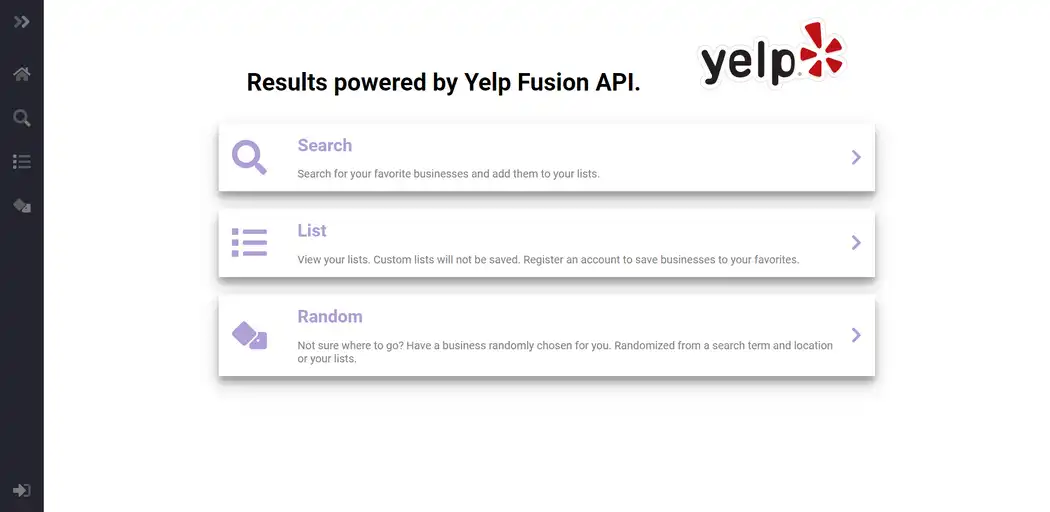 yelp
Results powered by Yelp Fusion API.
Search
Search for your favorite businesses and add them to your lists.
List
View your lists. Custom lists will not be saved. Register an account to save businesses to your favorites.
Random
Not sure where to go? Have a business randomly chosen for you. Randomized from a search term and location
or your lists.